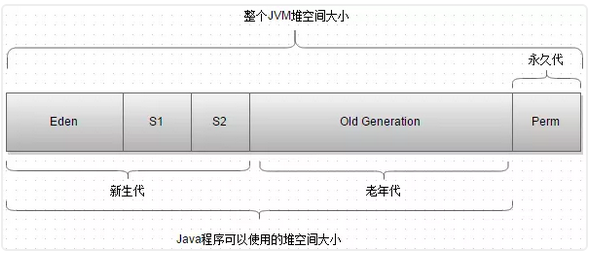 整个JVM堆空间大小
永久代
Eden
S1
S2
Old Generation
Perm
新生代
老年代
Java程序可以使用的堆空间大小